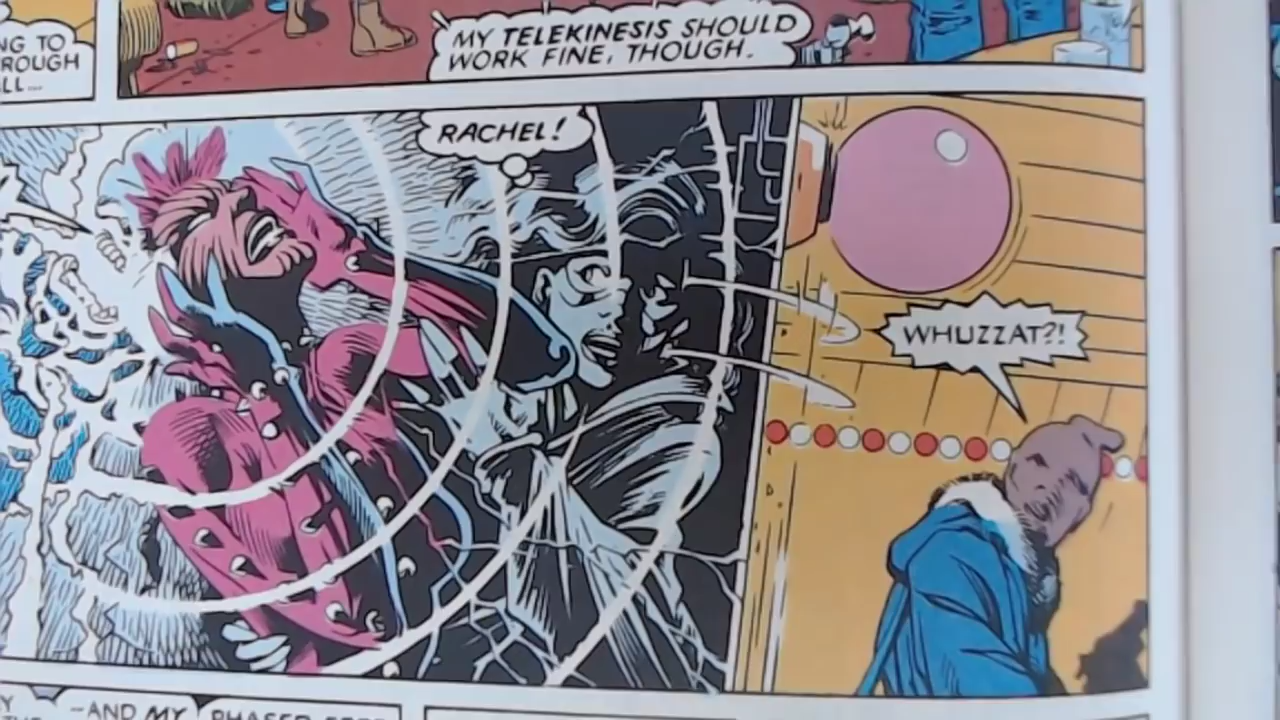 NG TO
ROUGH
LL...
MY TELEKINESIS SHOULD
WORK FINE, THOUGH.
RACHEL!
WHUZZAT?!
-AND MY